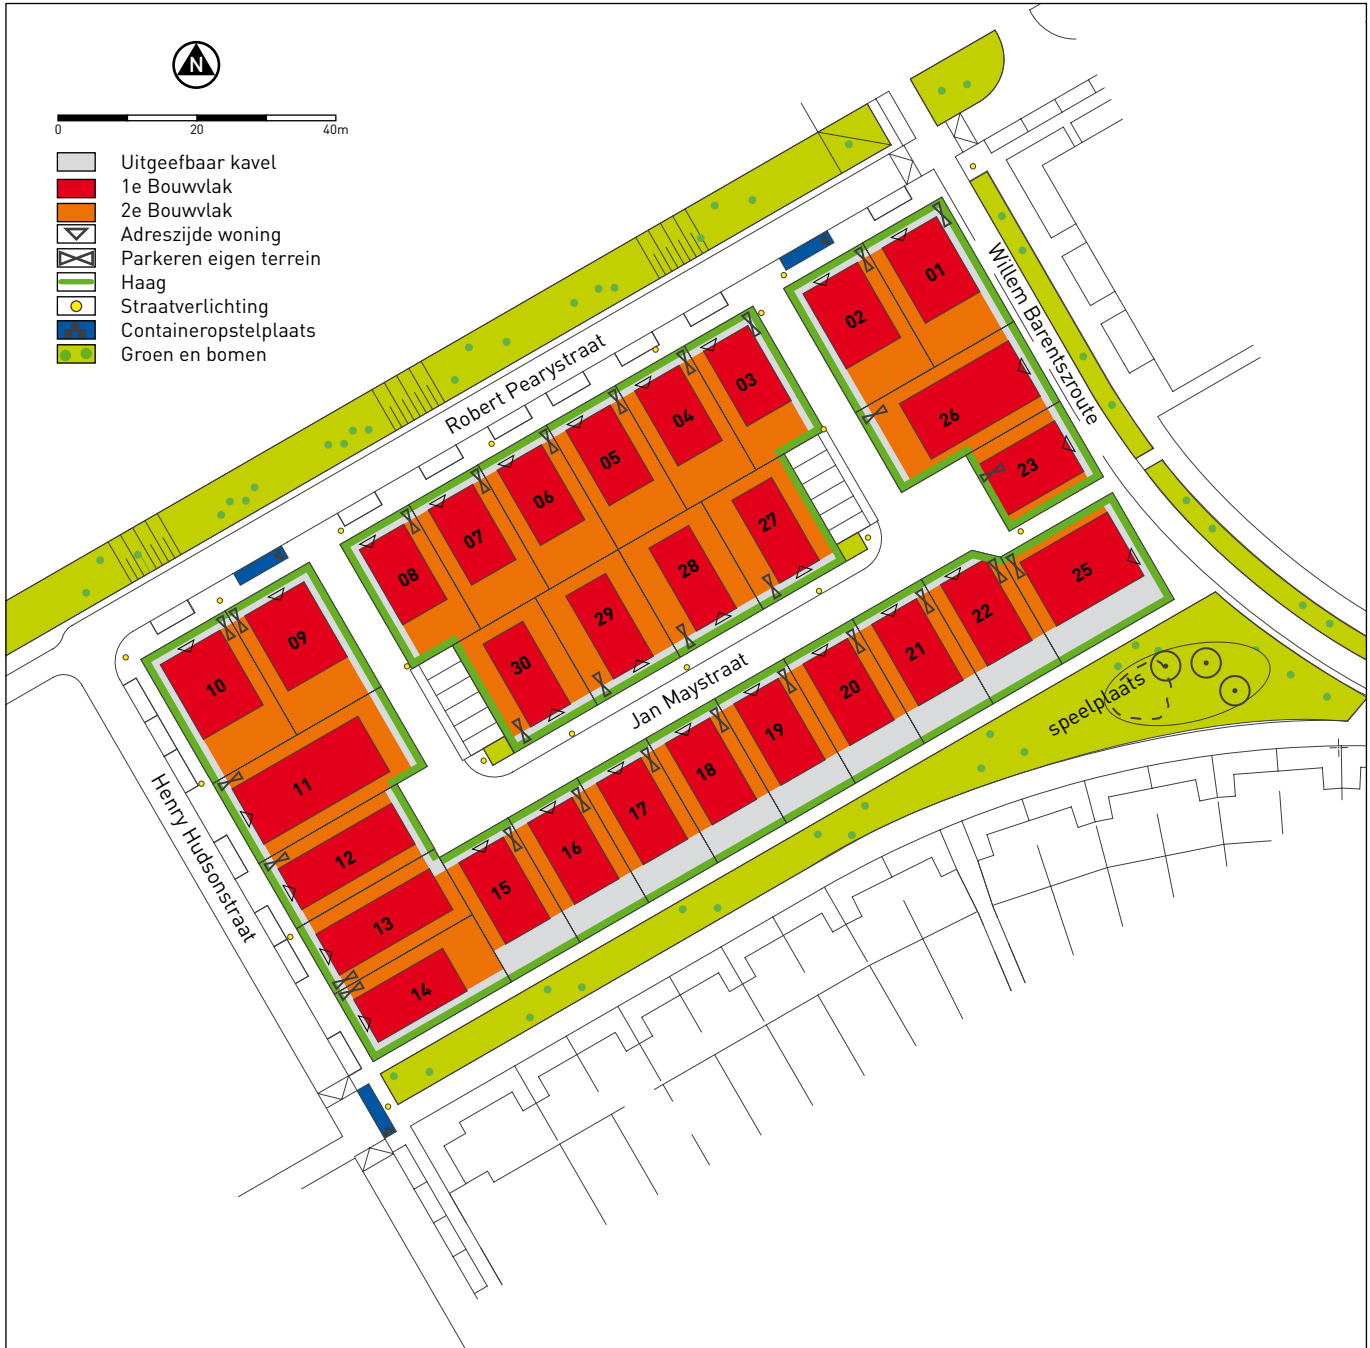 N
0 20 40m
Uitgeefbaar kavel
1e Bouwvlak
2e Bouwvlak
Adreszijde woning
Parkeren eigen terrein
Haag
Straatverlichting
Containeropstelplaats
Groen en bomen
Robert Pearystraat
Willem Barentszroute
Jan Maystraat
Henry Hudsonstraat
speelplaats
01
02
03
04
05
06
07
08
09
10
11
12
13
14
15
16
17
18
19
20
21
22
23
25
26
27
28
29
30